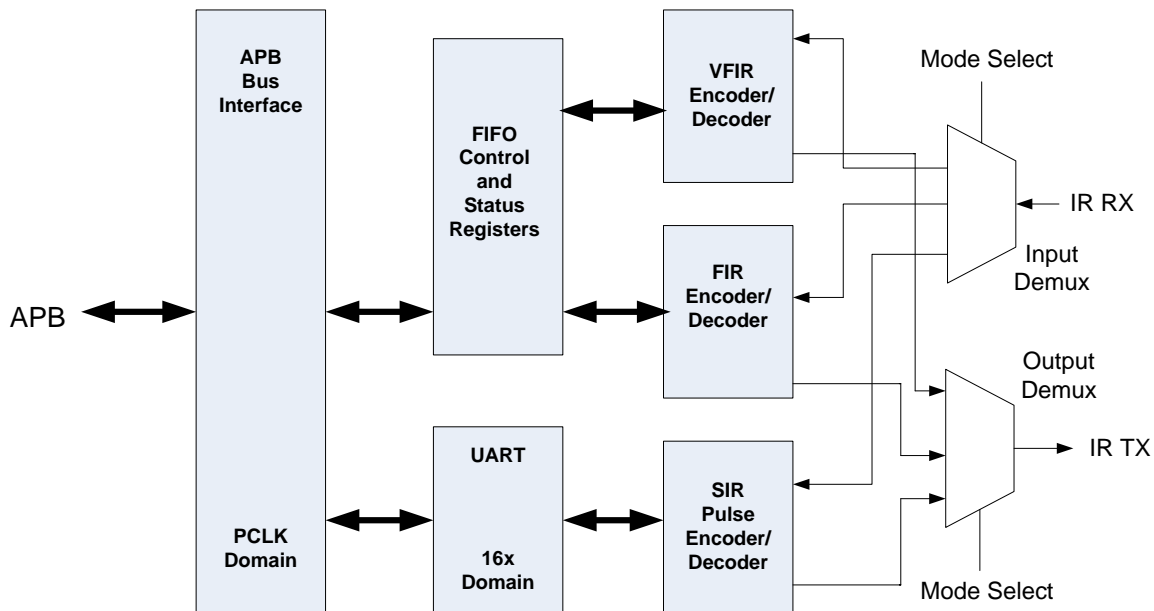 APB
APB
Bus
Interface
PCLK
Domain
FIFO
Control
and
Status
Registers
UART
16x
Domain
VFIR
Encoder/
Decoder
FIR
Encoder/
Decoder
SIR
Pulse
Encoder/
Decoder
Mode Select
IR RX
Input
Demux
Output
Demux
IR TX
Mode Select